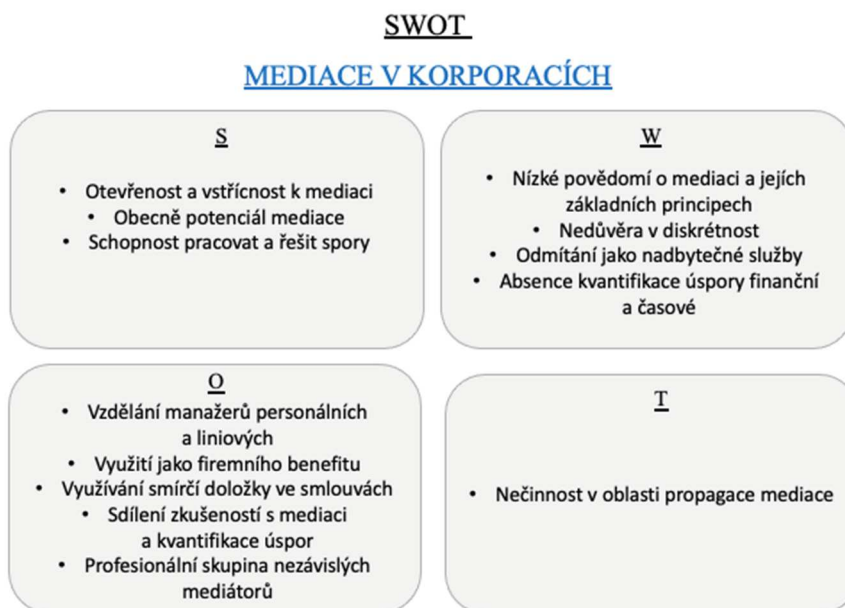 SWOT
MEDIACE V KORPORACÍCH
S
• Otevřenost a vstřícnost k mediaci
• Obecně potenciál mediace
• Schopnost pracovat a řešit spory
W
• Nízké povědomí o mediaci a jejích
základních principech
• Nedůvěra v diskrétnost
• Odmítání jako nadbytečné služby
• Absence kvantifikace úspory finanční
a časové
O
• Vzdělání manažerů personálních
a liniových
• Využití jako firemního benefitu
• Využívání smírčí doložky ve smlouvách
• Sdílení zkušeností s mediaci
a kvantifikace úspor
• Profesionální skupina nezávislých
mediátorů
T
• Nečinnost v oblasti propagace mediace